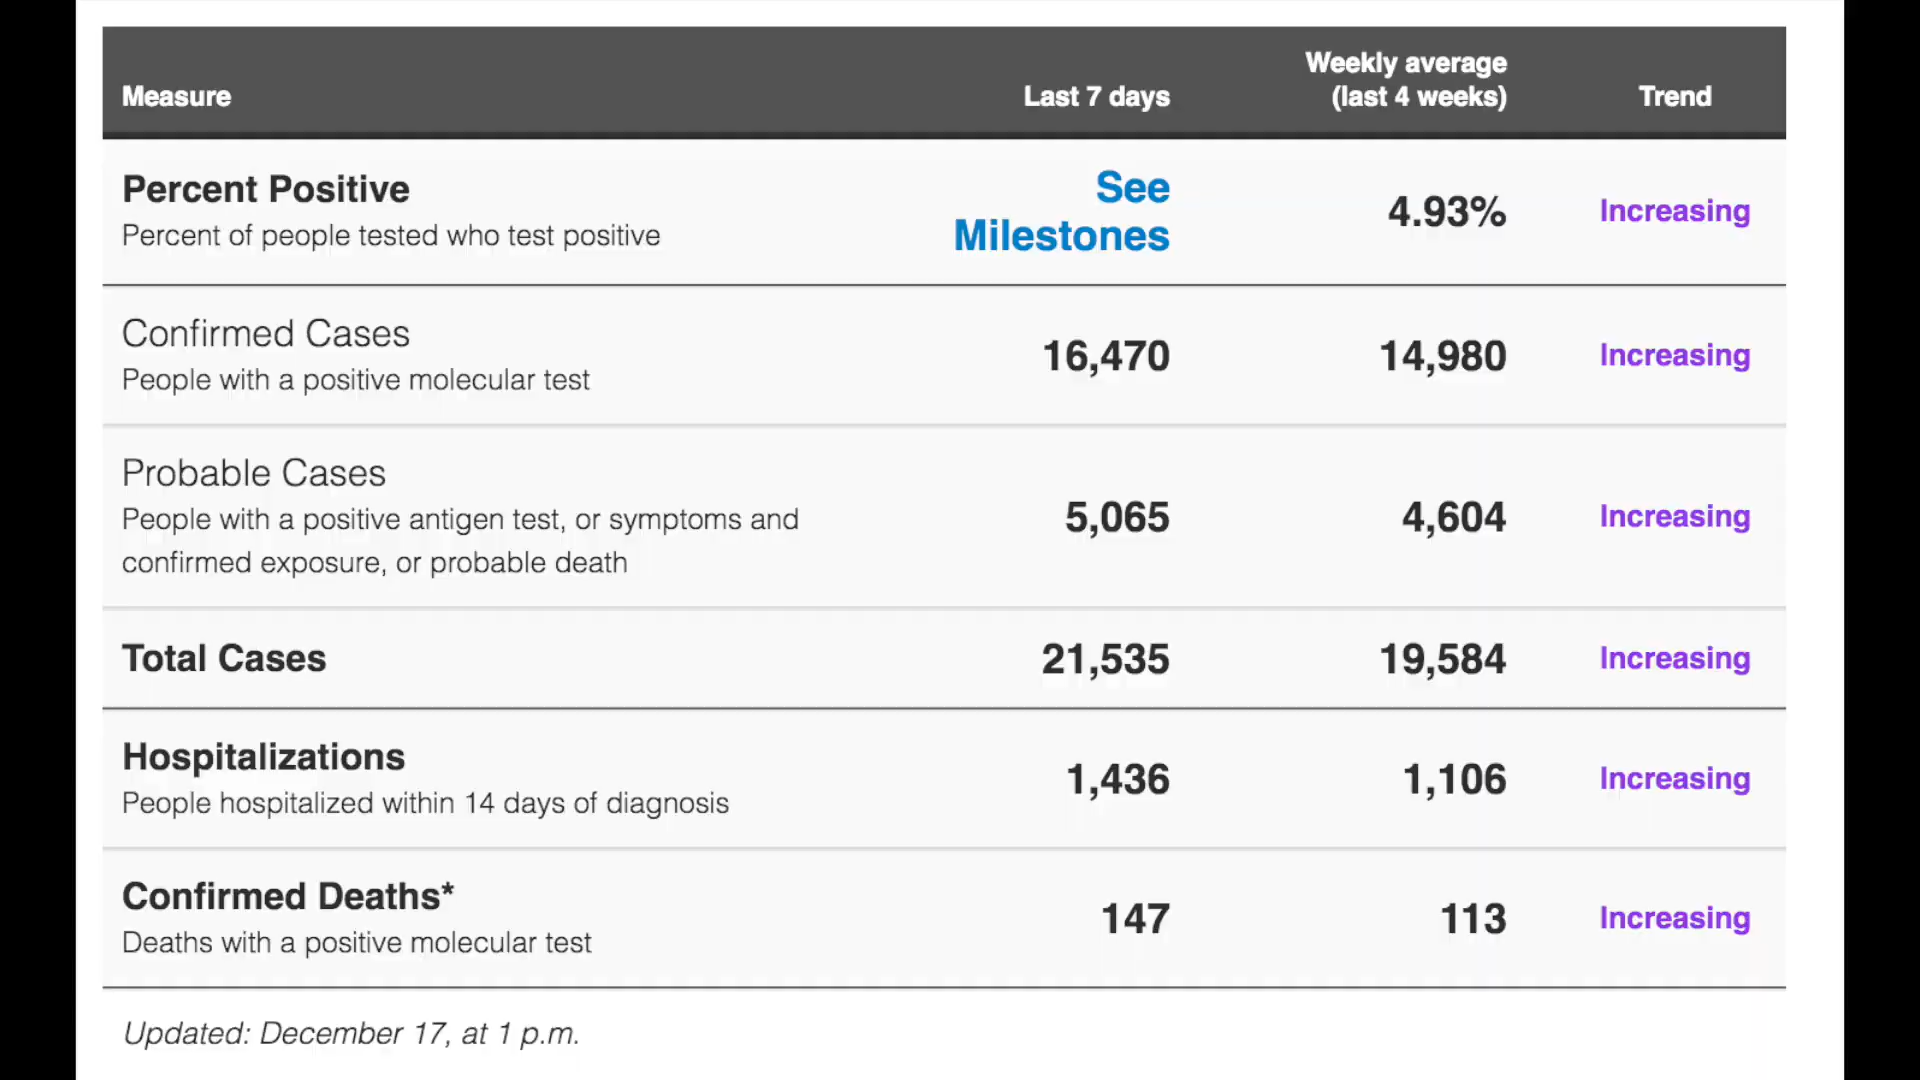 Measure
Last 7 days
Weekly average
(last 4 weeks)
Trend
Percent Positive
Percent of people tested who test positive
See
Milestones
4.93%
Increasing
Confirmed Cases
People with a positive molecular test
16,470
14,980
Increasing
Probable Cases
People with a positive antigen test, or symptoms and
confirmed exposure, or probable death
5,065
4,604
Increasing
Total Cases
21,535
19,584
Increasing
Hospitalizations
People hospitalized within 14 days of diagnosis
1,436
1,106
Increasing
Confirmed Deaths*
Deaths with a positive molecular test
147
113
Increasing
Updated: December 17, at 1 p.m.